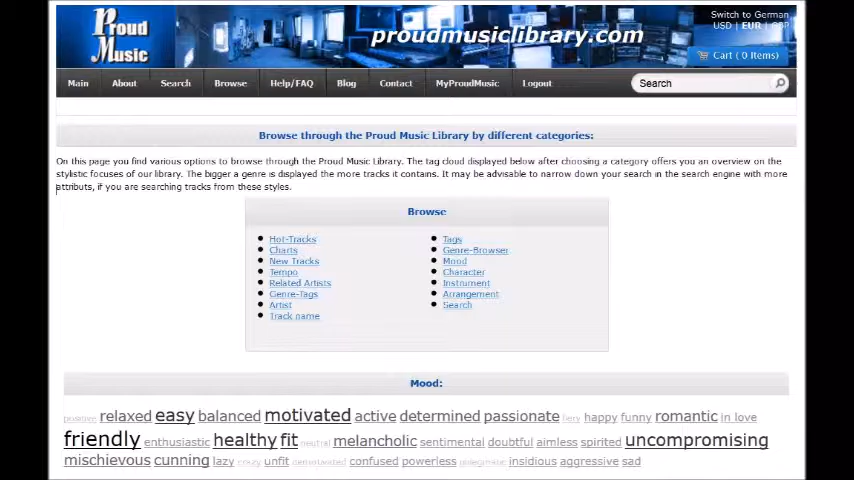 Proud
Music
proudmusiclibrary.com
Switch to German
USD | EUR | GBP
Cart ( 0 Items)
Main About Search Browse Help/FAQ Blog Contact MyProudMusic Logout Search
Browse through the Proud Music Library by different categories:
On this page you find various options to browse through the Proud Music Library. The tag cloud displayed below after choosing a category offers you an overview on the
stylistic focuses of our library. The bigger a genre is displayed the more tracks it contains. It may be advisable to narrow down your search in the search engine with more
attributs, if you are searching tracks from these styles.
Browse
Hot-Tracks
Charts
New Tracks
Tempo
Related Artists
Genre-Tags
Artist
Track name
Tags
Genre-Browser
Mood
Character
Instrument
Arrangement
Search
Mood:
positive relaxed easy balanced motivated active determined passionate fiery happy funny romantic in love
friendly enthusiastic healthy fit neutral melancholic sentimental doubtful aimless spirited uncompromising
mischievous cunning lazy crazy unfit demotivated confused powerless phlegmatic insidious aggressive sad